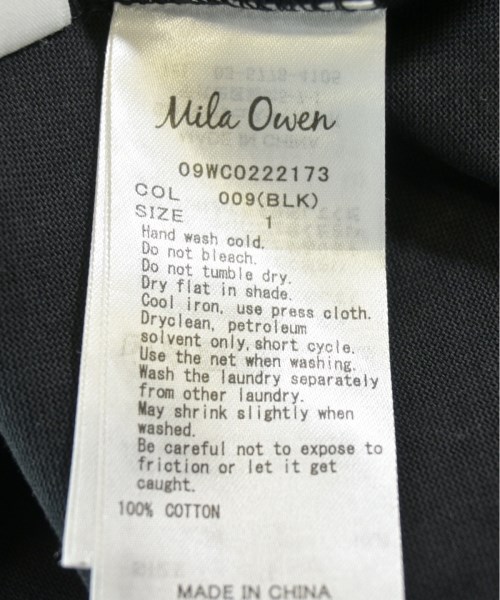 Mila Owen
09WCO222173
COL 009(BLK)
SIZE 1
Hand wash cold.
Do not bleach.
Do not tumble dry.
Dry flat in shade.
Cool iron, use press cloth.
Dryclean, petroleum
solvent only, short cycle.
Use the net when washing.
Wash the laundry separately
from other laundry.
May shrink slightly when
washed.
Be careful not to expose to
friction or let it get
caught.
100% COTTON
MADE IN CHINA